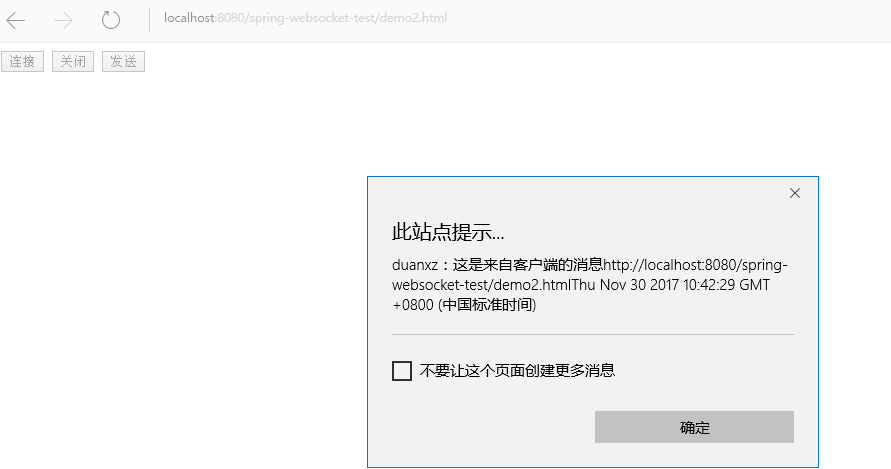 localhost:8080/spring-websocket-test/demo2.html
连接 关闭 发送
此站点提示...
duanxz：这是来自客户端的消息http://localhost:8080/spring-
websocket-test/demo2.htmlThu Nov 30 2017 10:42:29 GMT
+0800 (中国标准时间)
不要让这个页面创建更多消息
确定